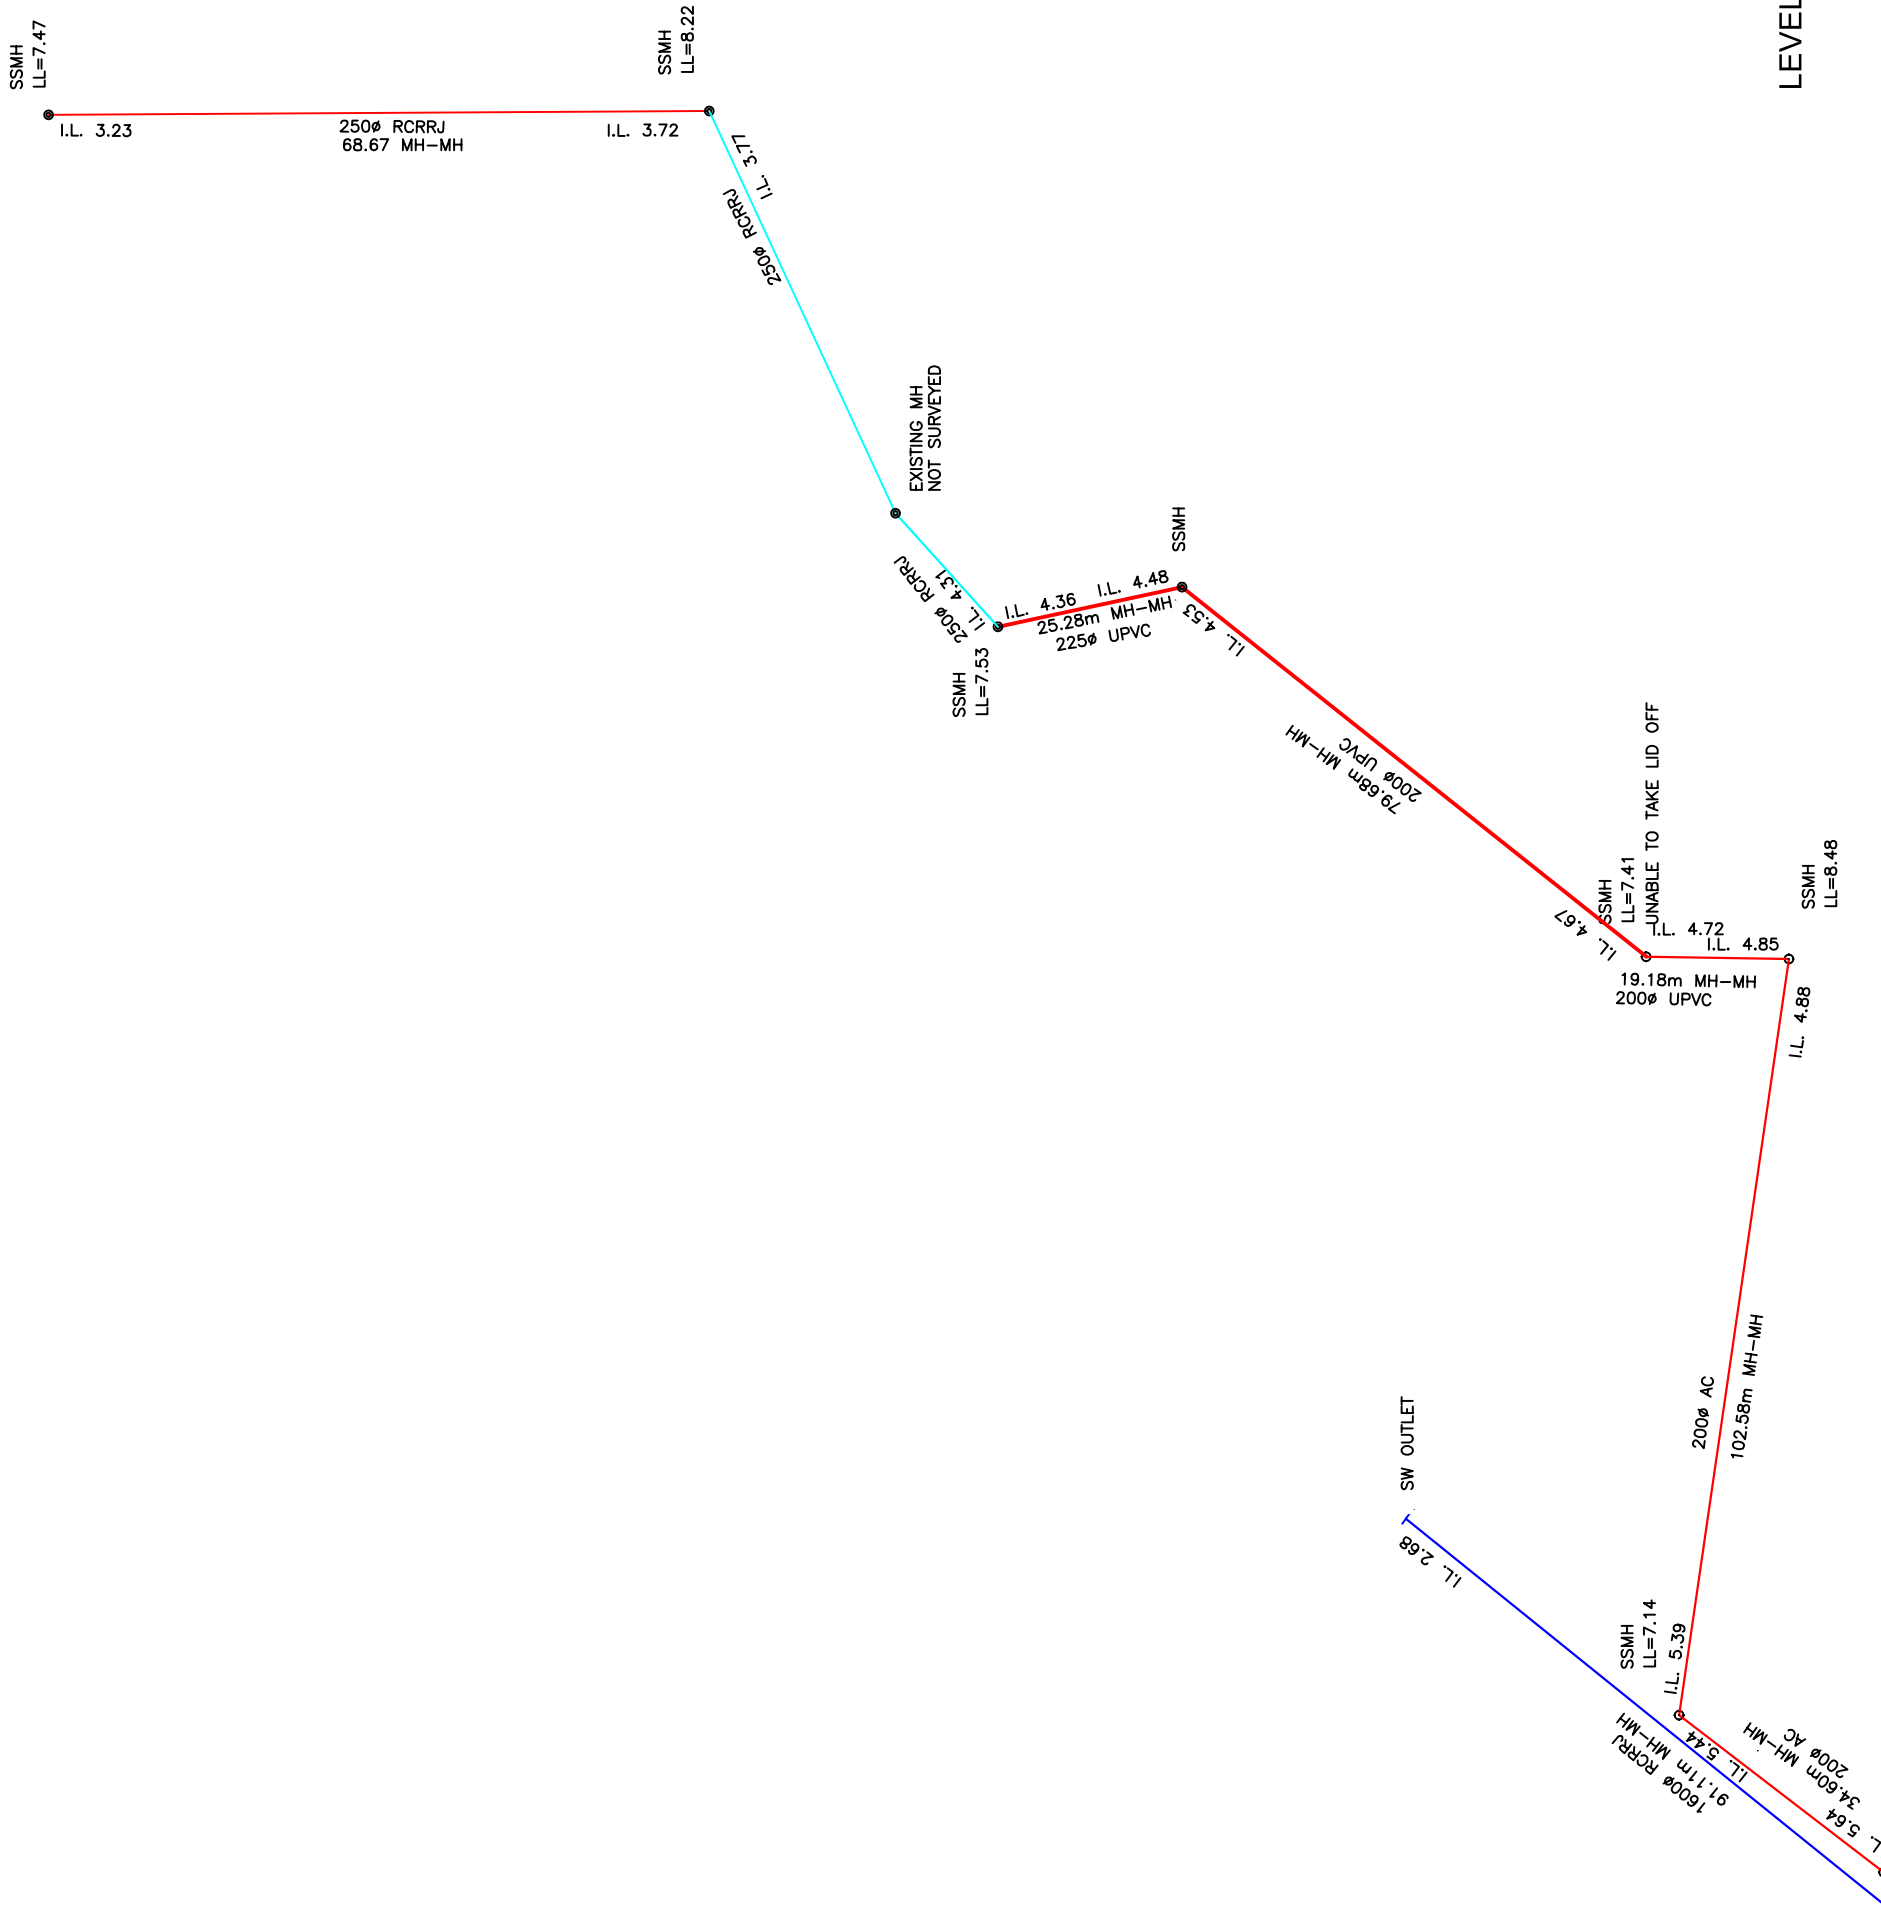 SSMH
LL=7.47
SSMH
LL=8.22
LEVEL
I.L. 3.23
250ø RCRRJ
68.67 MH-MH
I.L. 3.72
I.L. 3.77
250ø RCRRJ
EXISTING MH
NOT SURVEYED
250ø RCRRJ
I.L. 4.31
SSMH
LL=7.53
I.L. 4.36
I.L. 4.48
25.28m MH-MH
225ø UPVC
SSMH
I.L. 4.53
200ø UPVC
79.68m MH-MH
SSMH
LL=7.41
UNABLE TO TAKE LID OFF
I.L. 4.67
I.L. 4.72
I.L. 4.85
19.18m MH-MH
200ø UPVC
SSMH
LL=8.48
I.L. 4.88
200ø AC
102.58m MH-MH
SW OUTLET
I.L. 2.68
SSMH
LL=7.14
I.L. 5.39
I.L. 5.44
1600ø RCRRJ
91.11m MH-MH
200ø AC
34.60m MH-MH
L. 5.64